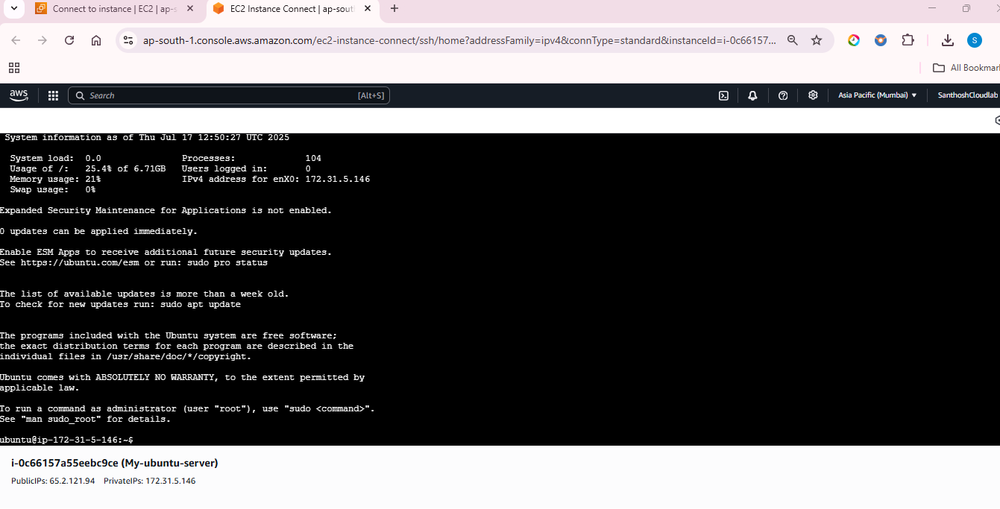 Connect to instance | EC2 | ap-s
EC2 Instance Connect | ap-sout
ap-south-1.console.aws.amazon.com/ec2-instance-connect/ssh/home?addressFamily=ipv4&connType=standard&instanceId=i-0c66157...
S
All Bookmar
aws
Search
[Alt+S]
Asia Pacific (Mumbai)
SanthoshCloudlab
System information as of Thu Jul 17 12:50:27 UTC 2025
System load: 0.0 Processes: 104
Usage of /: 25.4% of 6.71GB Users logged in: 0
Memory usage: 21% IPv4 address for enX0: 172.31.5.146
Swap usage: 0%
Expanded Security Maintenance for Applications is not enabled.
0 updates can be applied immediately.
Enable ESM Apps to receive additional future security updates.
See https://ubuntu.com/esm or run: sudo pro status
The list of available updates is more than a week old.
To check for new updates run: sudo apt update
The programs included with the Ubuntu system are free software;
the exact distribution terms for each program are described in the
individual files in /usr/share/doc/*/copyright.
Ubuntu comes with ABSOLUTELY NO WARRANTY, to the extent permitted by
applicable law.
To run a command as administrator (user "root"), use "sudo <command>".
See "man sudo_root" for details.
ubuntu@ip-172-31-5-146:~$
i-0c66157a55eebc9ce (My-ubuntu-server)
PublicIPs: 65.2.121.94 PrivateIPs: 172.31.5.146